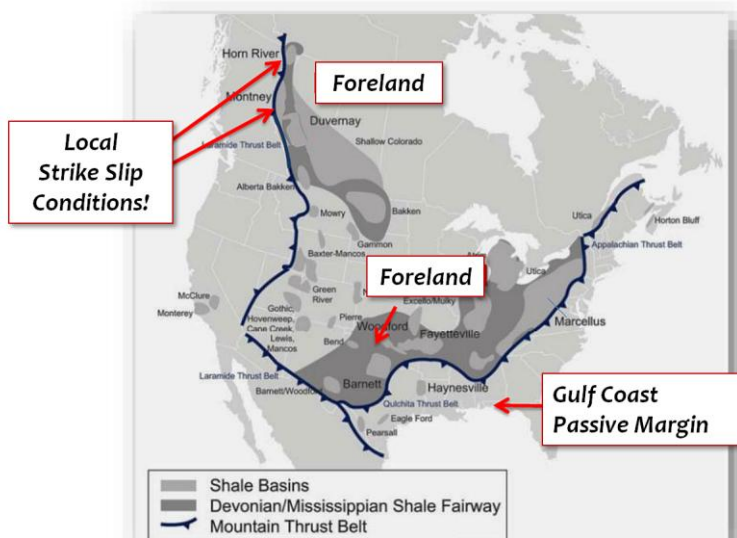 Horn River
Foreland
Montney
Duvernay
Local
Strike Slip
Conditions!
Shallow Colorado
Laramide Thrust Belt
Alberta Bakken
Mowry
Bakken
Gammon
Baxter-Mancos
Utica
Horton Bluff
Appalachian Thrust Belt
Foreland
Utica
Green
River
McClure
Monterey
Excello/Mulky
Gothic,
Hovenweep,
Cane Creek,
Lewis,
Mancos
Pierre
Woodford
Fayetteville
Marcellus
Bend
Laramide Thrust Belt
Barnett/Woodford
Barnett
Haynesville
Quichita Thrust Belt
Eagle Ford
Pearsall
Gulf Coast
Passive Margin
Shale Basins
Devonian/Mississippian Shale Fairway
Mountain Thrust Belt